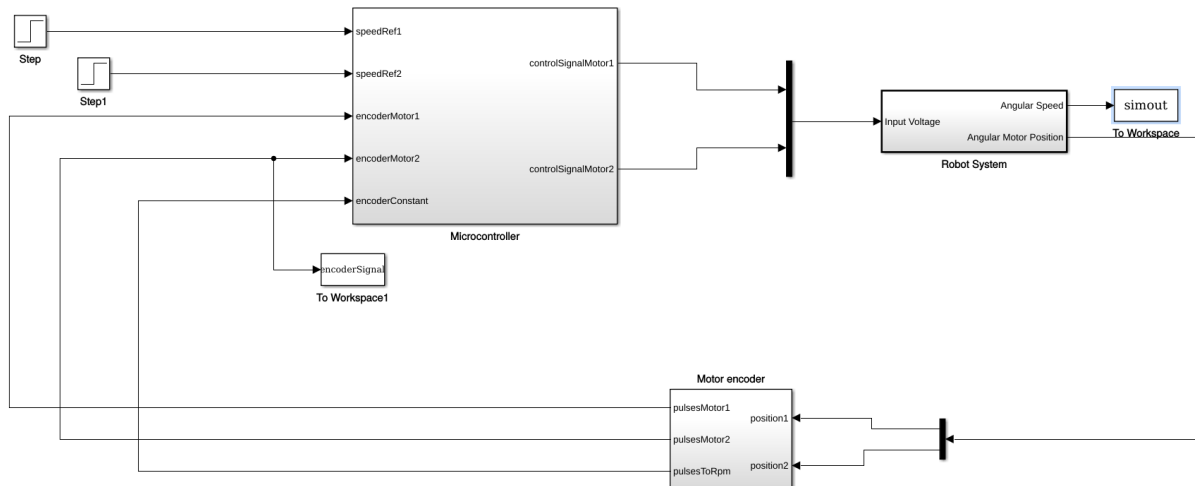 speedRef1
Step
speedRef2
Step1
controlSignalMotor1
encoderMotor1
encoderMotor2
controlSignalMotor2
encoderConstant
Microcontroller
Input Voltage
Angular Speed
Angular Motor Position
Robot System
simout
To Workspace
encoderSignal
To Workspace1
Motor encoder
pulsesMotor1
position1
pulsesMotor2
position2
pulsesToRpm